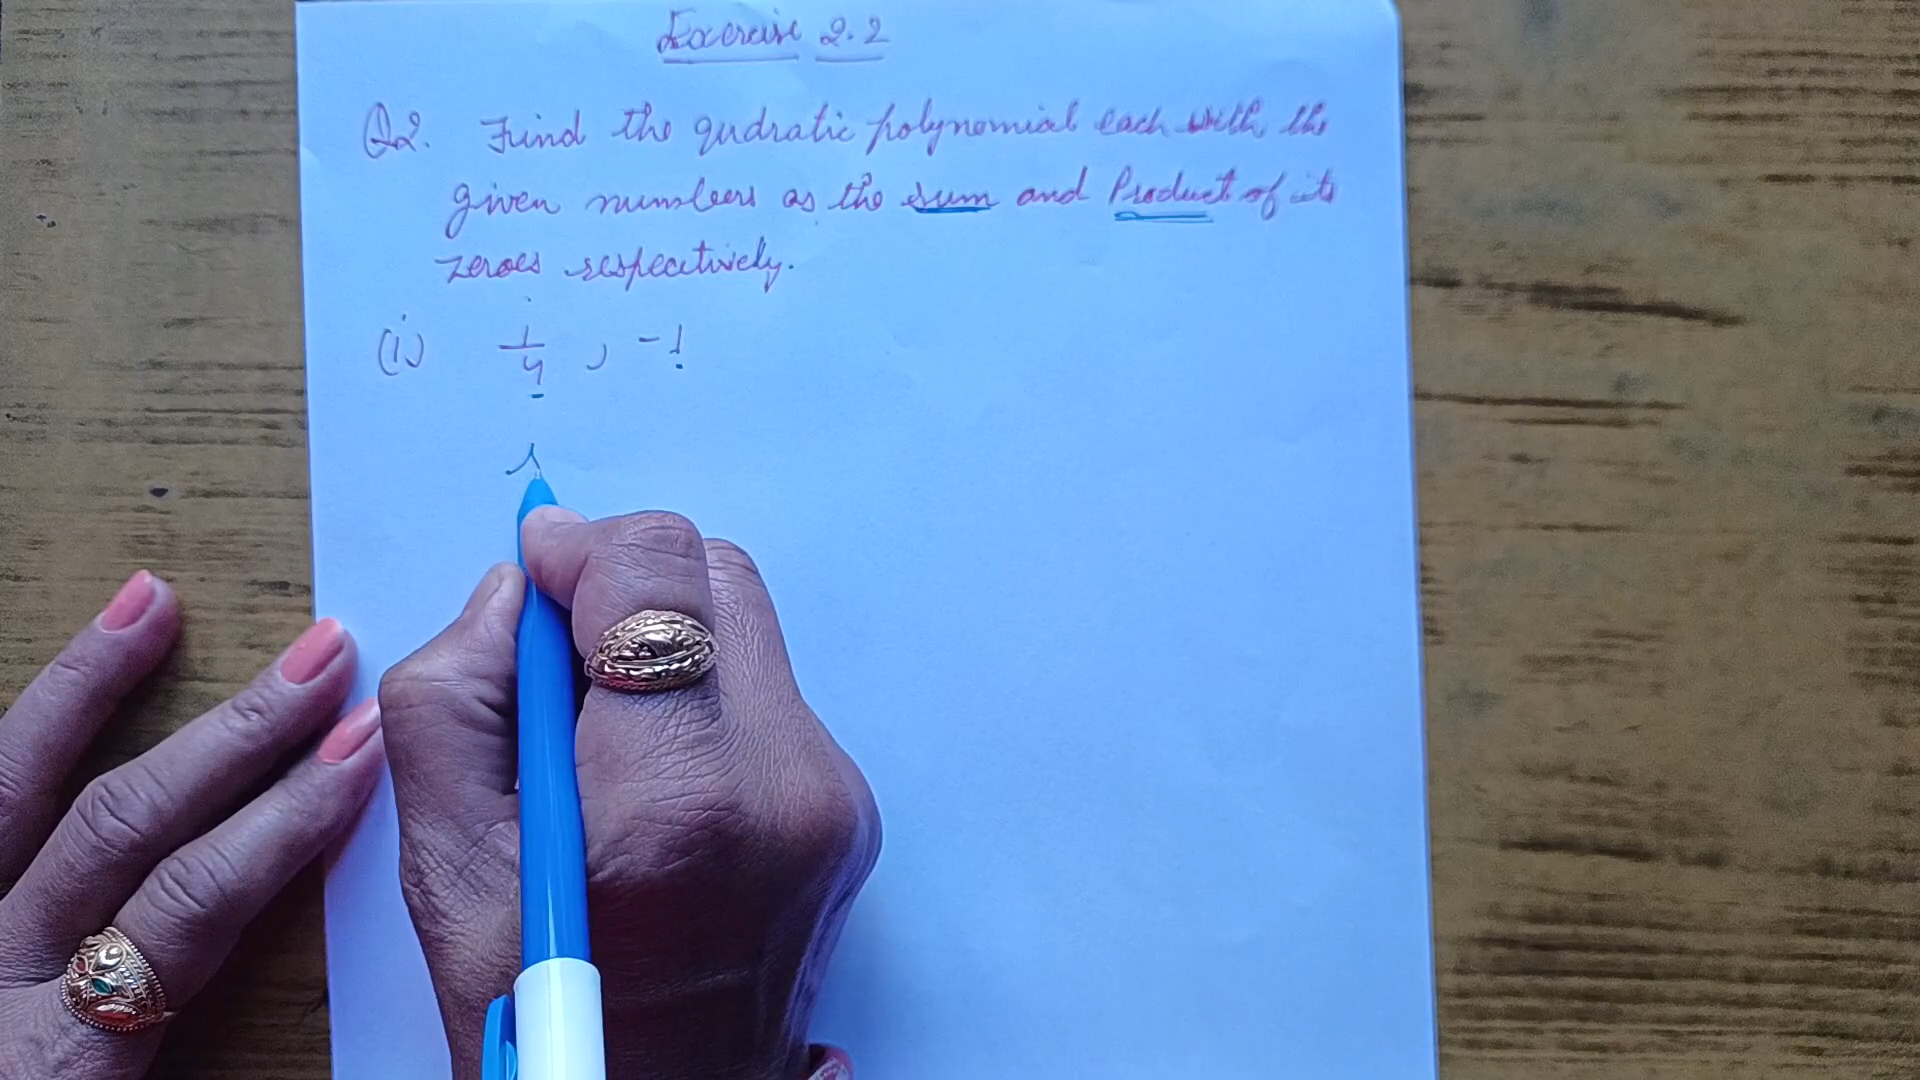 Exercise 2.2
Q2. Find the qudratic polynomial each with the
given numbers as the sum and Product of its
zeroes respectively.
(i) 1/4 , -1